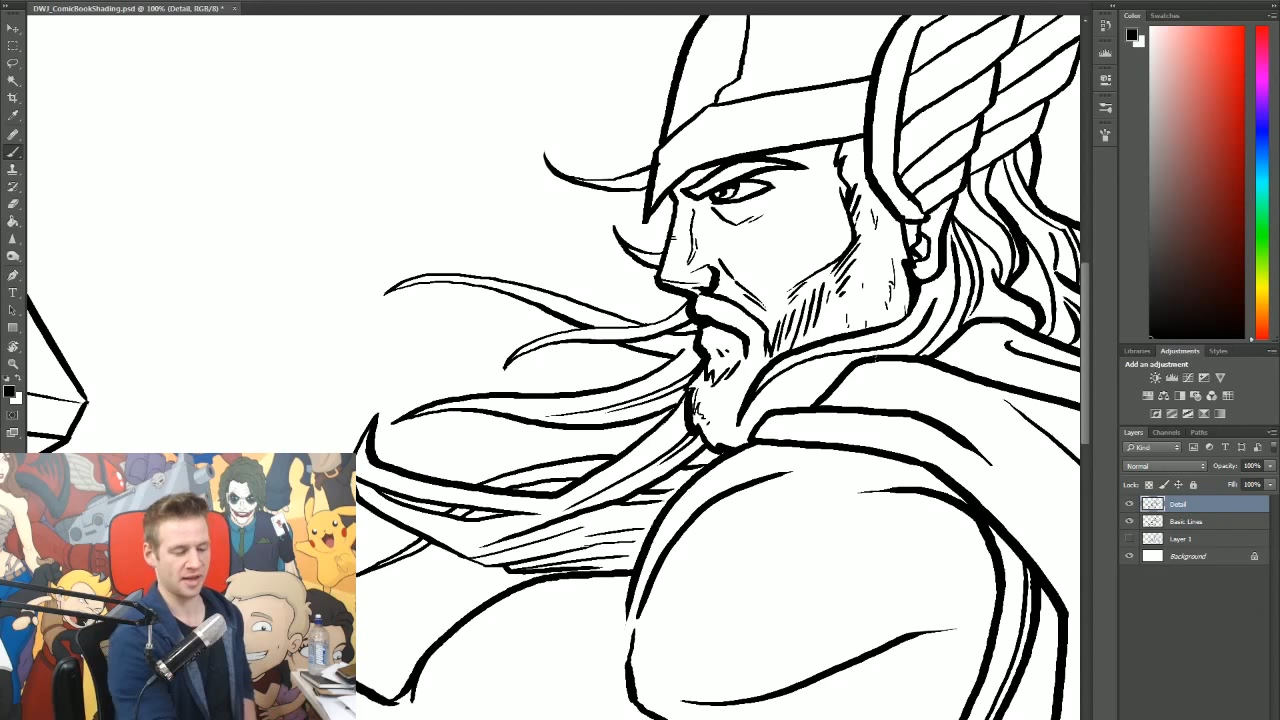 DWJ_ComicBookShading.psd @ 100% (Detail, RGB/8) *
Color
Swatches
Libraries
Adjustments
Styles
Add an adjustment
Layers
Channels
Paths
Kind
Normal
Opacity: 100%
Lock:
Fill: 100%
Detail
Basic Lines
Layer 1
Background